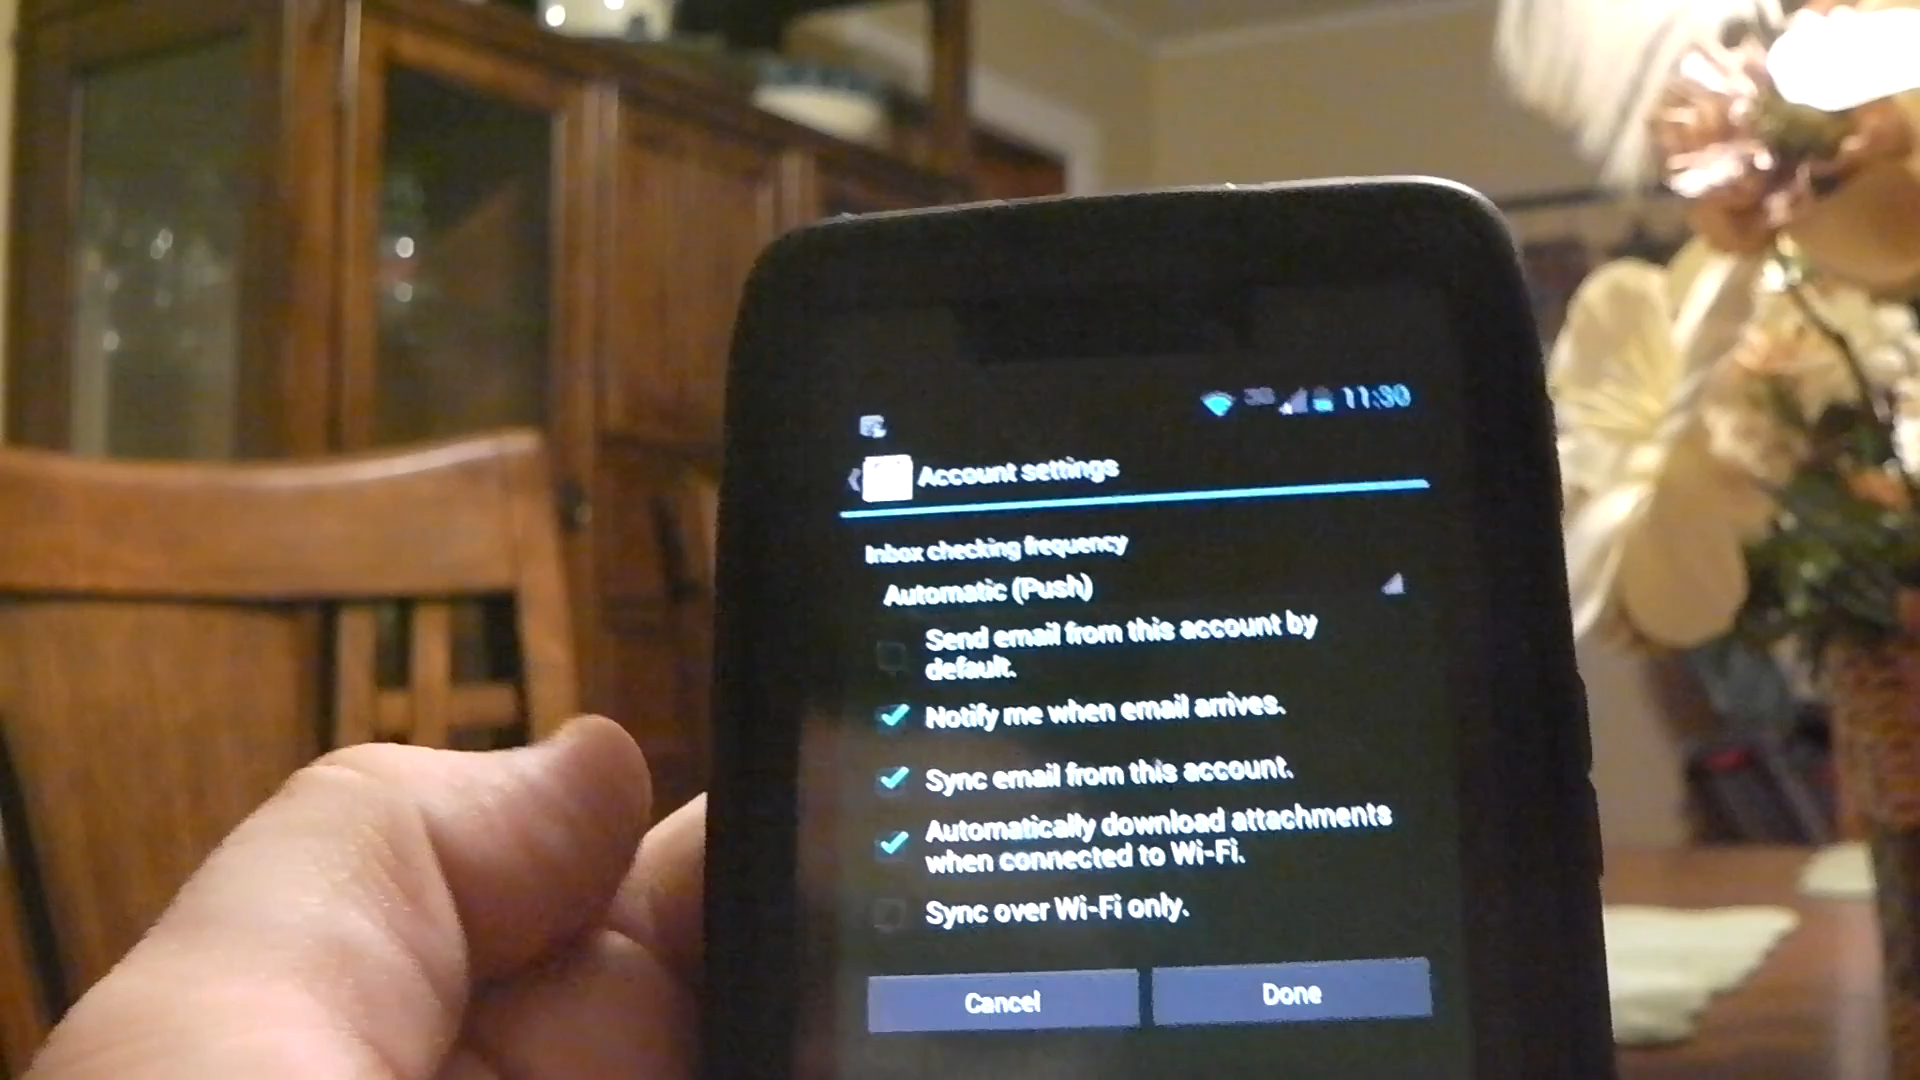 3G 11:30
Account settings
Inbox checking frequency
Automatic (Push)
Send email from this account by
default.
Notify me when email arrives.
Sync email from this account.
Automatically download attachments
when connected to Wi-Fi.
Sync over Wi-Fi only.
Cancel Done